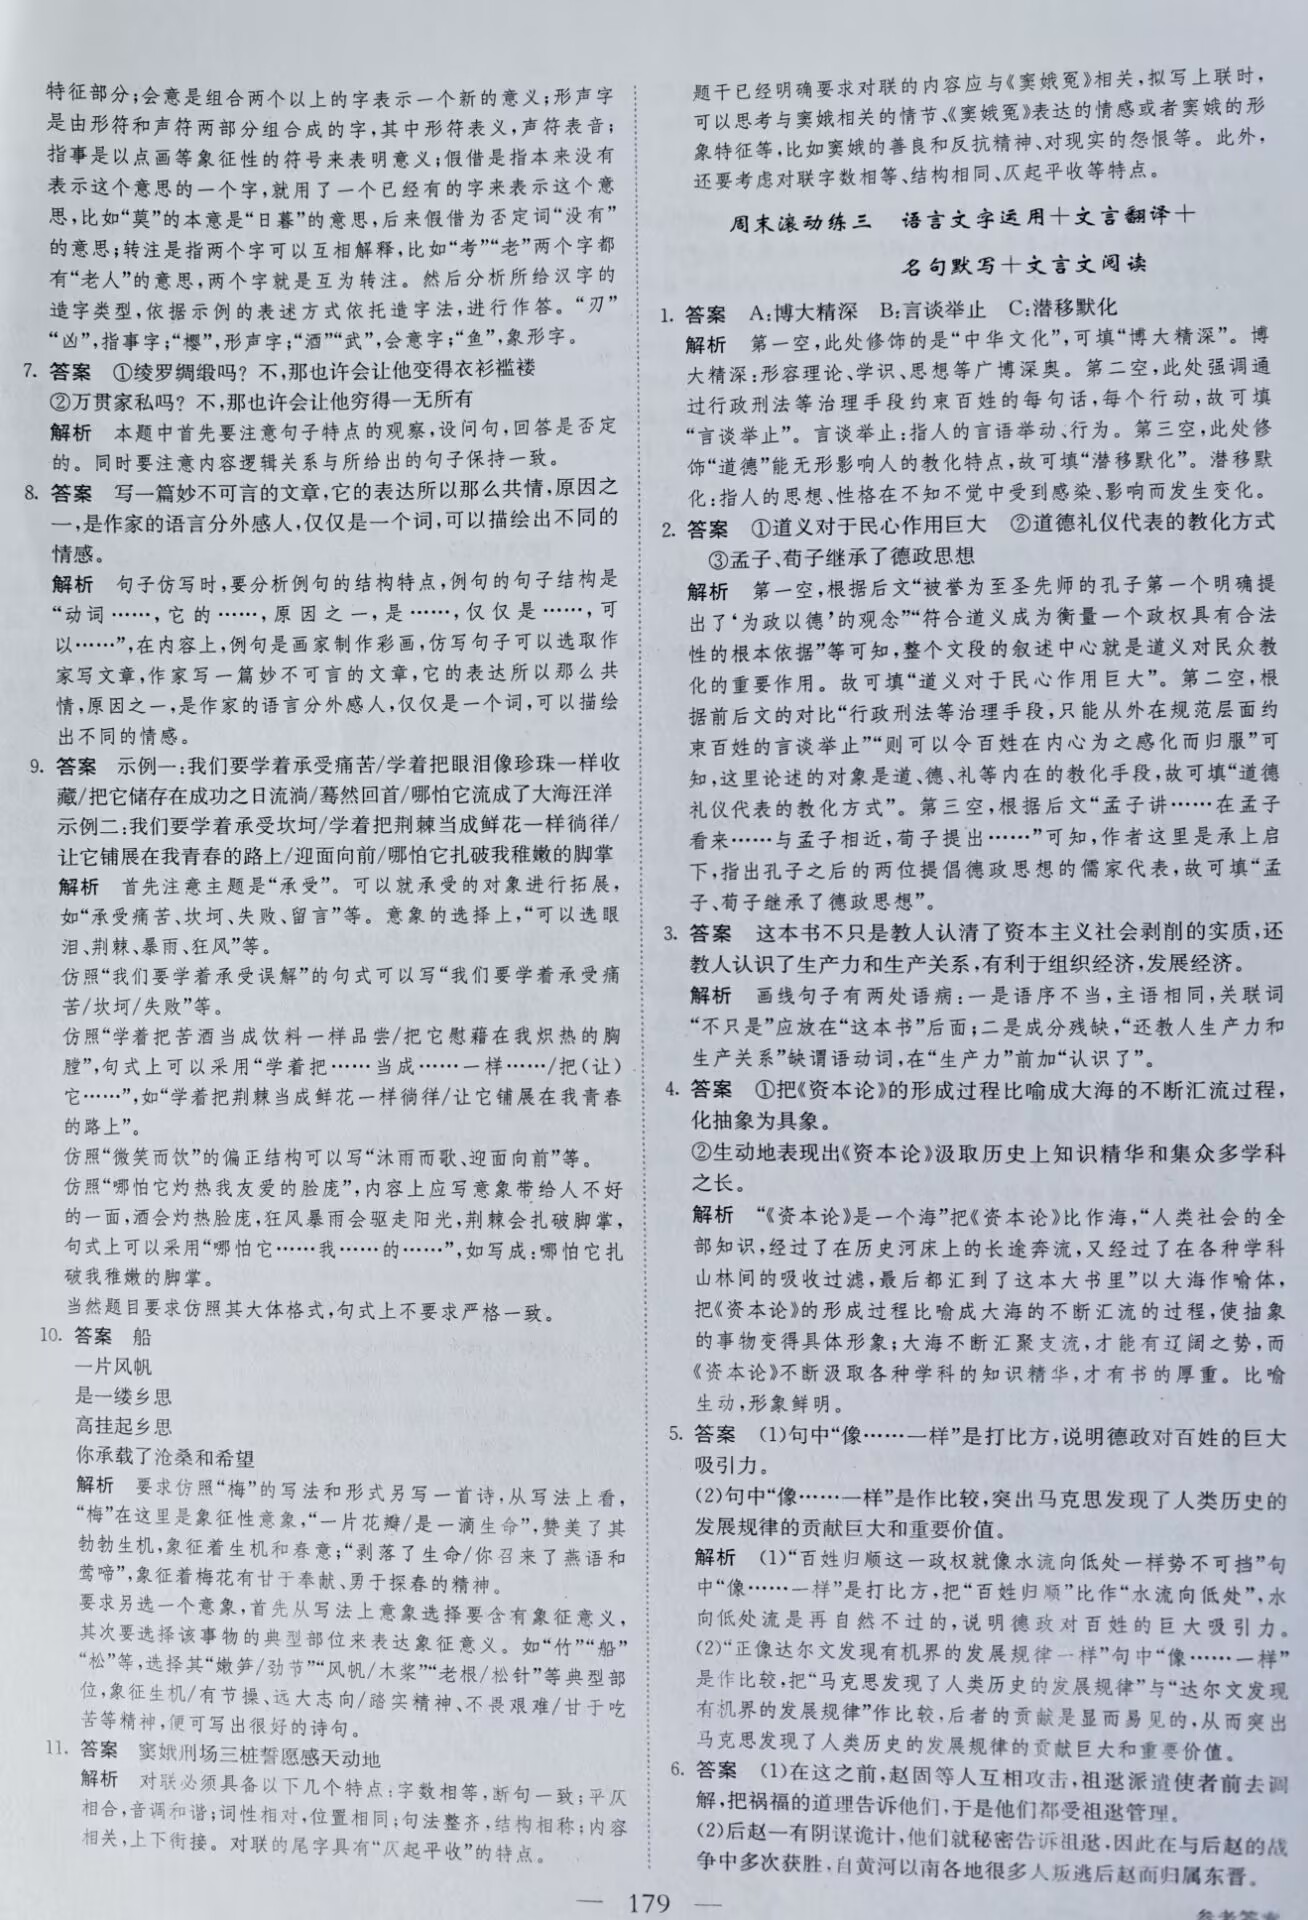 特征部分;会意是组合两个以上的字表示一个新的意义;形声字
是由形符和声符两部分组合成的字,其中形符表义,声符表音;
指事是以点画等象征性的符号来表明意义;假借是指本来没有
表示这个意思的一个字,就用了一个已经有的字来表示这个意
思,比如“莫”的本意是“日暮”的意思,后来假借为否定词“没有”
的意思;转注是指两个字可以互相解释,比如“考”“老”两个字都
有“老人”的意思,两个字就是互为转注。然后分析所给汉字的
造字类型,依据示例的表述方式依托造字法,进行作答。“刃”
“凶”,指事字;“樱”,形声字;“酒”“武”,会意字;“鱼”,象形字。
7. 答案 ①绫罗绸缎吗? 不,那也许会让他变得衣衫褴褛
②万贯家私吗? 不,那也许会让他穷得一无所有
解析 本题中首先要注意句子特点的观察,设问句,回答是否定
的。同时要注意内容逻辑关系与所给出的句子保持一致。
8. 答案 写一篇妙不可言的文章,它的表达所以那么共情,原因之
一,是作家的语言分外感人,仅仅是一个词,可以描绘出不同的
情感。
解析 句子仿写时,要分析例句的结构特点,例句的句子结构是
“动词……,它的……,原因之一,是……,仅仅是……,可
以……”,在内容上,例句是画家制作彩画,仿写句子可以选取作
家写文章,作家写一篇妙不可言的文章,它的表达所以那么共
情,原因之一,是作家的语言分外感人,仅仅是一个词,可以描绘
出不同的情感。
9. 答案 示例一:我们要学着承受痛苦/学着把眼泪像珍珠一样收
藏/把它储存在成功之日流淌/蓦然回首/哪怕它流成了大海汪洋
示例二:我们要学着承受坎坷/学着把荆棘当成鲜花一样徜徉/
让它铺展在我青春的路上/迎面向前/哪怕它扎破我稚嫩的脚掌
解析 首先注意主题是“承受”。可以就承受的对象进行拓展,
如“承受痛苦、坎坷、失败、留言”等。意象的选择上,“可以选眼
泪、荆棘、暴雨、狂风”等。
仿照“我们要学着承受误解”的句式可以写“我们要学着承受痛
苦/坎坷/失败”等。
仿照“学着把苦酒当成饮料一样品尝/把它慰藉在我炽热的胸
膛”,句式上可以采用“学着把……当成……一样……/把(让)
它……”,如“学着把荆棘当成鲜花一样徜徉/让它铺展在我青春
的路上”。
仿照“微笑而饮”的偏正结构可以写“沐雨而歌、迎面向前”等。
仿照“哪怕它灼热我友爱的脸庞”,内容上应写意象带给人不好
的一面,酒会灼热脸庞,狂风暴雨会驱走阳光,荆棘会扎破脚掌,
句式上可以采用“哪怕它……我……的……”,如写成:哪怕它扎
破我稚嫩的脚掌。
当然题目要求仿照其大体格式,句式上不要求严格一致。
10. 答案 船
一片风帆
是一缕乡思
高挂起乡思
你承载了沧桑和希望
解析 要求仿照“梅”的写法和形式另写一首诗,从写法上看,
“梅”在这里是象征性意象,“一片花瓣/是一滴生命”,赞美了其
勃勃生机,象征着生机和春意;“剥落了生命/你召来了燕语和
莺啼”,象征着梅花有甘于奉献、勇于探春的精神。
要求另选一个意象,首先从写法上意象选择要含有象征意义,
其次要选择该事物的典型部位来表达象征意义。如“竹”“船”
“松”等,选择其“嫩笋/劲节”“风帆/木桨”“老根/松针”等典型部
位,象征生机/有节操、远大志向/踏实精神、不畏艰难/甘于吃
苦等精神,便可写出很好的诗句。
11. 答案 窦娥刑场三桩誓愿感天动地
解析 对联必须具备以下几个特点:字数相等,断句一致;平仄
相合,音调和谐;词性相对,位置相同;句法整齐,结构相称;内容
相关,上下衔接。对联的尾字具有“仄起平收”的特点。
题干已经明确要求对联的内容应与《窦娥冤》相关,拟写上联时,
可以思考与窦娥相关的情节、《窦娥冤》表达的情感或者窦娥的形
象特征等,比如窦娥的善良和反抗精神、对现实的怨恨等。此外,
还要考虑对联字数相等、结构相同、仄起平收等特点。
周末滚动练三 语言文字运用+文言翻译+
名句默写+文言文阅读
1. 答案 A:博大精深 B:言谈举止 C:潜移默化
解析 第一空,此处修饰的是“中华文化”,可填“博大精深”。博
大精深:形容理论、学识、思想等广博深奥。第二空,此处强调通
过行政刑法等治理手段约束百姓的每句话,每个行动,故可填
“言谈举止”。言谈举止:指人的言语举动、行为。第三空,此处修
饰“道德”能无形影响人的教化特点,故可填“潜移默化”。潜移默
化:指人的思想、性格在不知不觉中受到感染、影响而发生变化。
2. 答案 ①道义对于民心作用巨大 ②道德礼仪代表的教化方式
③孟子、荀子继承了德政思想
解析 第一空,根据后文“被誉为至圣先师的孔子第一个明确提
出了‘为政以德’的观念”“符合道义成为衡量一个政权具有合法
性的根本依据”等可知,整个文段的叙述中心就是道义对民众教
化的重要作用。故可填“道义对于民心作用巨大”。第二空,根
据前后文的对比“行政刑法等治理手段,只能从外在规范层面约
束百姓的言谈举止”“则可以令百姓在内心为之感化而归服”可
知,这里论述的对象是道、德、礼等内在的教化手段,故可填“道德
礼仪代表的教化方式”。第三空,根据后文“孟子讲……在孟子
看来……与孟子相近,荀子提出……”可知,作者这里是承上启
下,指出孔子之后的两位提倡德政思想的儒家代表,故可填“孟
子、荀子继承了德政思想”。
3. 答案 这本书不只是教人认清了资本主义社会剥削的实质,还
教人认识了生产力和生产关系,有利于组织经济,发展经济。
解析 画线句子有两处语病:一是语序不当,主语相同,关联词
“不只是”应放在“这本书”后面;二是成分残缺,“还教人生产力和
生产关系”缺谓语动词,在“生产力”前加“认识了”。
4. 答案 ①把《资本论》的形成过程比喻成大海的不断汇流过程,
化抽象为具象。
②生动地表现出《资本论》汲取历史上知识精华和集众多学科
之长。
解析 “《资本论》是一个海”把《资本论》比作海,“人类社会的全
部知识,经过了在历史河床上的长途奔流,又经过了在各种学科
山林间的吸收过滤,最后都汇到了这本大书里”以大海作喻体,
把《资本论》的形成过程比喻成大海的不断汇流的过程,使抽象
的事物变得具体形象;大海不断汇聚支流,才能有辽阔之势,而
《资本论》不断汲取各种学科的知识精华,才有书的厚重。比喻
生动,形象鲜明。
5. 答案 (1)句中“像……一样”是打比方,说明德政对百姓的巨大
吸引力。
(2)句中“像……一样”是作比较,突出马克思发现了人类历史的
发展规律的贡献巨大和重要价值。
解析 (1)“百姓归顺这一政权就像水流向低处一样势不可挡”句
中“像……一样”是打比方,把“百姓归顺”比作“水流向低处”,水
向低处流是再自然不过的,说明德政对百姓的巨大吸引力。
(2)“正像达尔文发现有机界的发展规律一样”句中“像……一样”
是作比较,把“马克思发现了人类历史的发展规律”与“达尔文发现
有机界的发展规律”作比较,后者的贡献是显而易见的,从而突出
马克思发现了人类历史的发展规律的贡献巨大和重要价值。
6. 答案 (1)在这之前,赵固等人互相攻击,祖逖派遣使者前去调
解,把祸福的道理告诉他们,于是他们都受祖逖管理。
(2)后赵一有阴谋诡计,他们就秘密告诉祖逖,因此在与后赵的战
争中多次获胜,自黄河以南各地很多人叛逃后赵而归属东晋。
— 179 —
参考答案